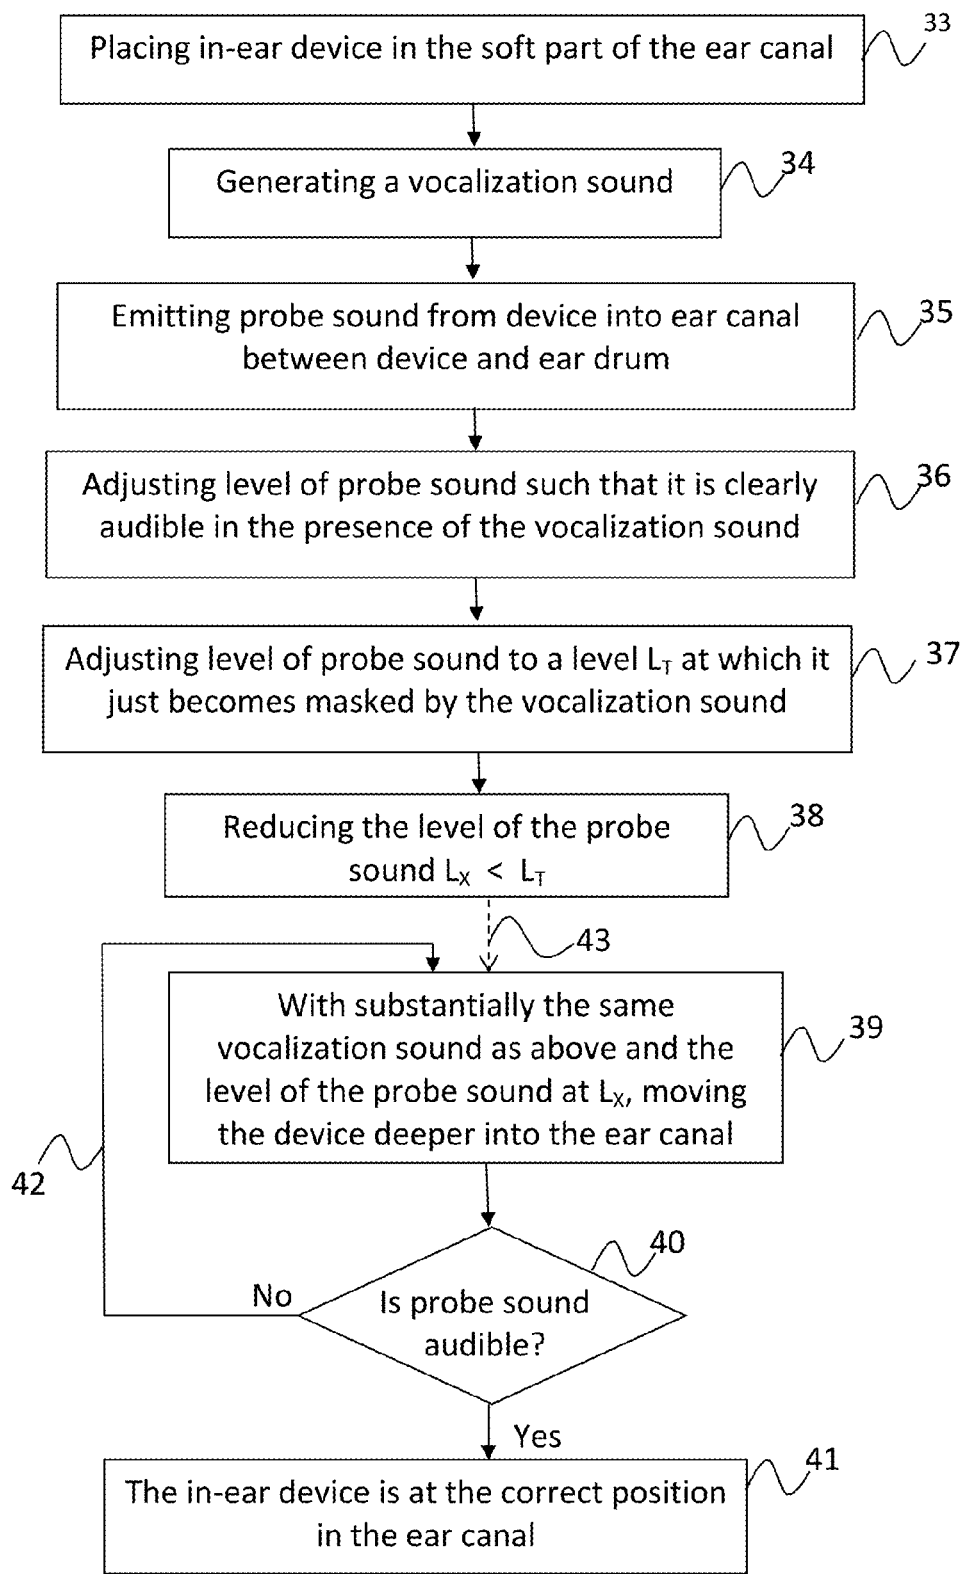 33
Placing in-ear device in the soft part of the ear canal
34
Generating a vocalization sound
35
Emitting probe sound from device into ear canal
between device and ear drum
36
Adjusting level of probe sound such that it is clearly
audible in the presence of the vocalization sound
37
Adjusting level of probe sound to a level L_T at which it
just becomes masked by the vocalization sound
38
Reducing the level of the probe
sound L_X < L_T
43
With substantially the same
39
vocalization sound as above and the
level of the probe sound at L_X, moving
the device deeper into the ear canal
42
40
No
Is probe sound
audible?
Yes
41
The in-ear device is at the correct position
in the ear canal